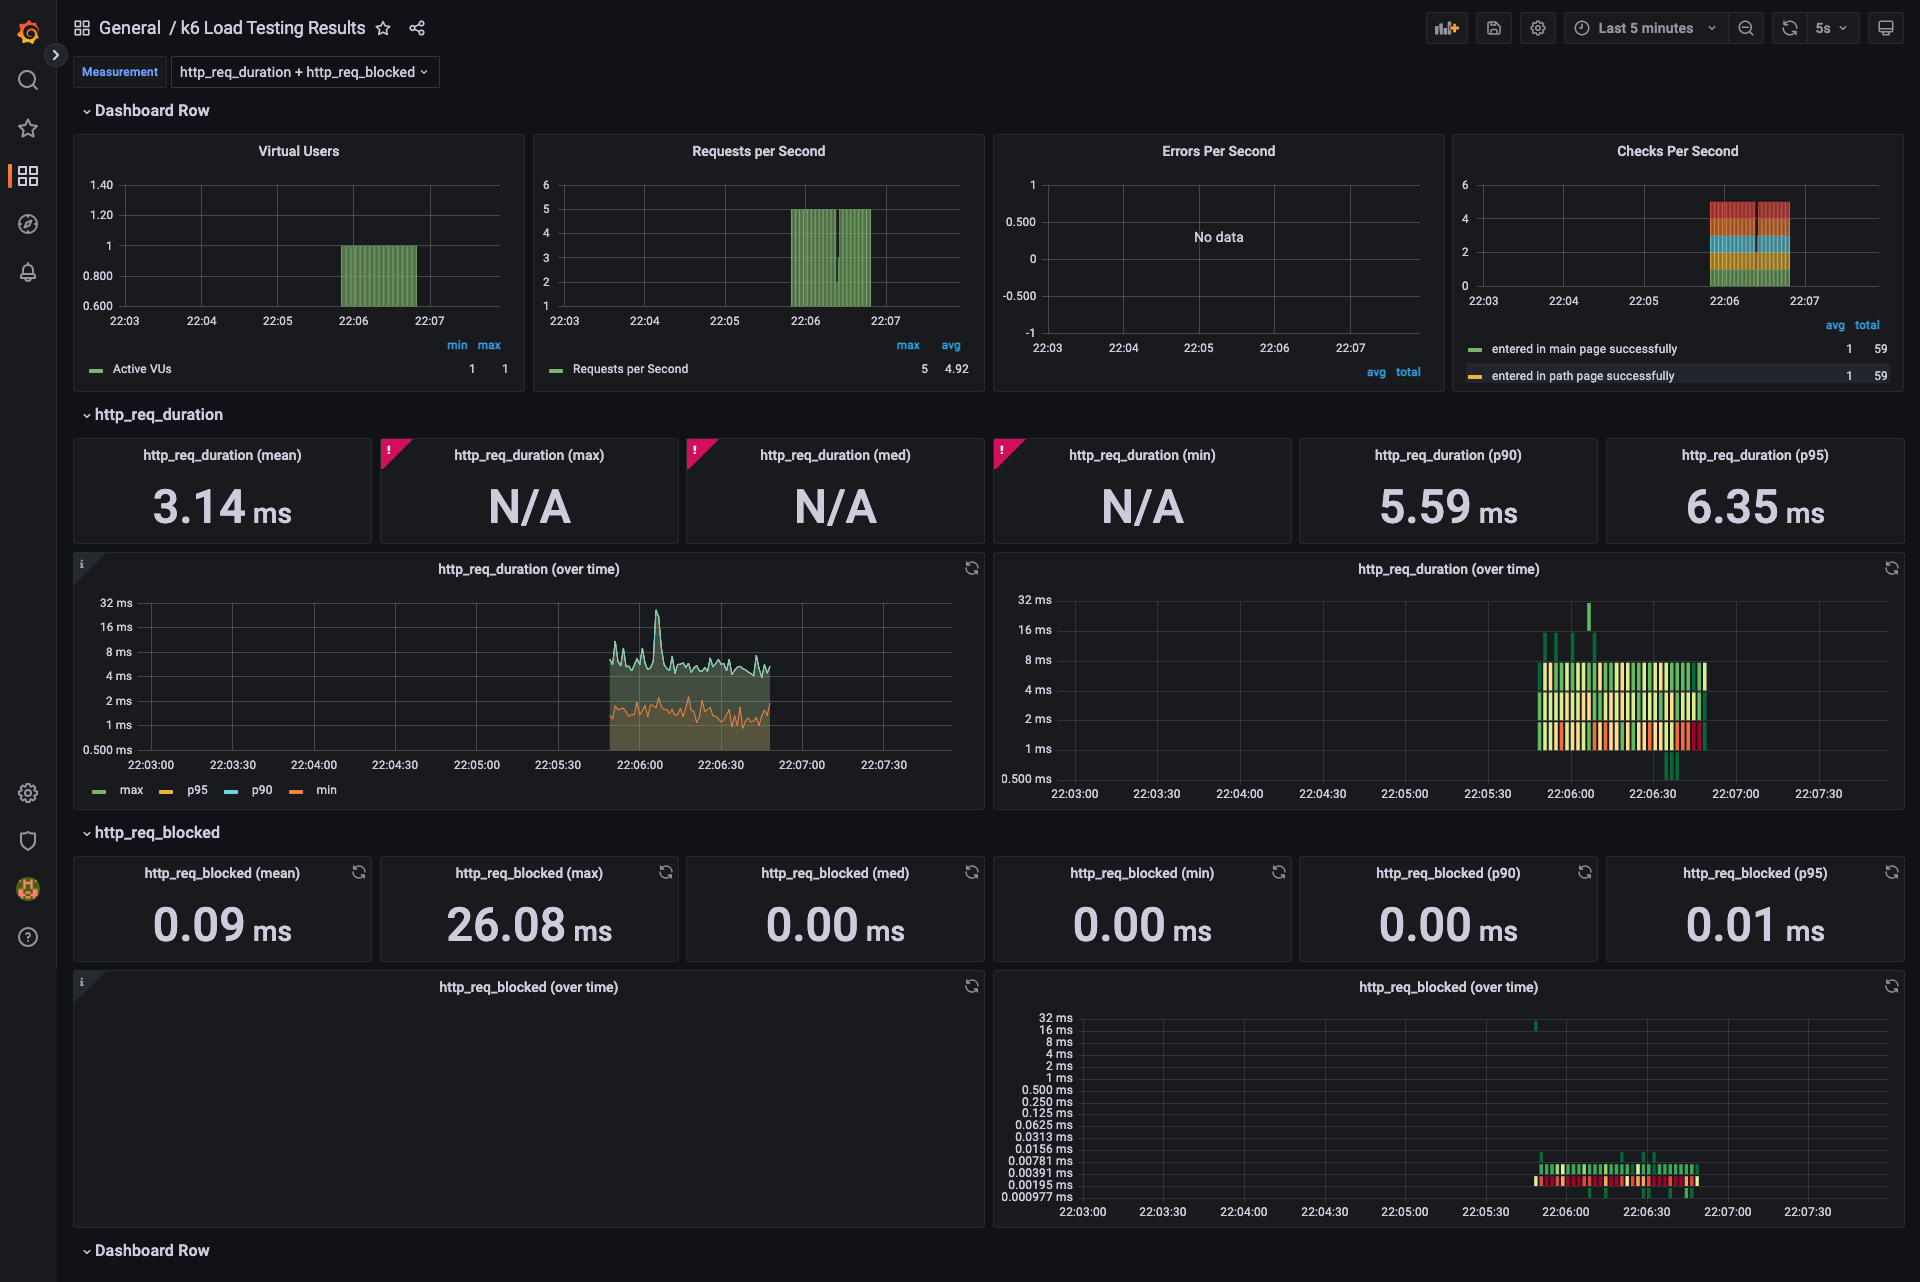 General / k6 Load Testing Results
Last 5 minutes
5s
Measurement
http_req_duration + http_req_blocked
Dashboard Row
Virtual Users
1.40
1.20
1
0.800
0.600
22:03 22:04 22:05 22:06 22:07
min max
Active VUs 1 1
Requests per Second
6
5
4
3
2
1
22:03 22:04 22:05 22:06 22:07
max avg
Requests per Second 5 4.92
Errors Per Second
1
0.500
No data
0
-0.500
-1
22:03 22:04 22:05 22:06 22:07
avg total
Checks Per Second
6
4
2
0
22:03 22:04 22:05 22:06 22:07
avg total
entered in main page successfully 1 59
entered in path page successfully 1 59
http_req_duration
http_req_duration (mean)
3.14 ms
!
http_req_duration (max)
N/A
!
http_req_duration (med)
N/A
!
http_req_duration (min)
N/A
http_req_duration (p90)
5.59 ms
http_req_duration (p95)
6.35 ms
i
http_req_duration (over time)
32 ms
16 ms
8 ms
4 ms
2 ms
1 ms
0.500 ms
22:03:00 22:03:30 22:04:00 22:04:30 22:05:00 22:05:30 22:06:00 22:06:30 22:07:00 22:07:30
max p95 p90 min
http_req_duration (over time)
32 ms
16 ms
8 ms
4 ms
2 ms
1 ms
0.500 ms
22:03:00 22:03:30 22:04:00 22:04:30 22:05:00 22:05:30 22:06:00 22:06:30 22:07:00 22:07:30
http_req_blocked
http_req_blocked (mean)
0.09 ms
http_req_blocked (max)
26.08 ms
http_req_blocked (med)
0.00 ms
http_req_blocked (min)
0.00 ms
http_req_blocked (p90)
0.00 ms
http_req_blocked (p95)
0.01 ms
i
http_req_blocked (over time)
http_req_blocked (over time)
32 ms
16 ms
8 ms
4 ms
2 ms
1 ms
0.500 ms
0.250 ms
0.125 ms
0.0625 ms
0.0313 ms
0.0156 ms
0.00781 ms
0.00391 ms
0.00195 ms
0.000977 ms
22:03:00 22:03:30 22:04:00 22:04:30 22:05:00 22:05:30 22:06:00 22:06:30 22:07:00 22:07:30
Dashboard Row